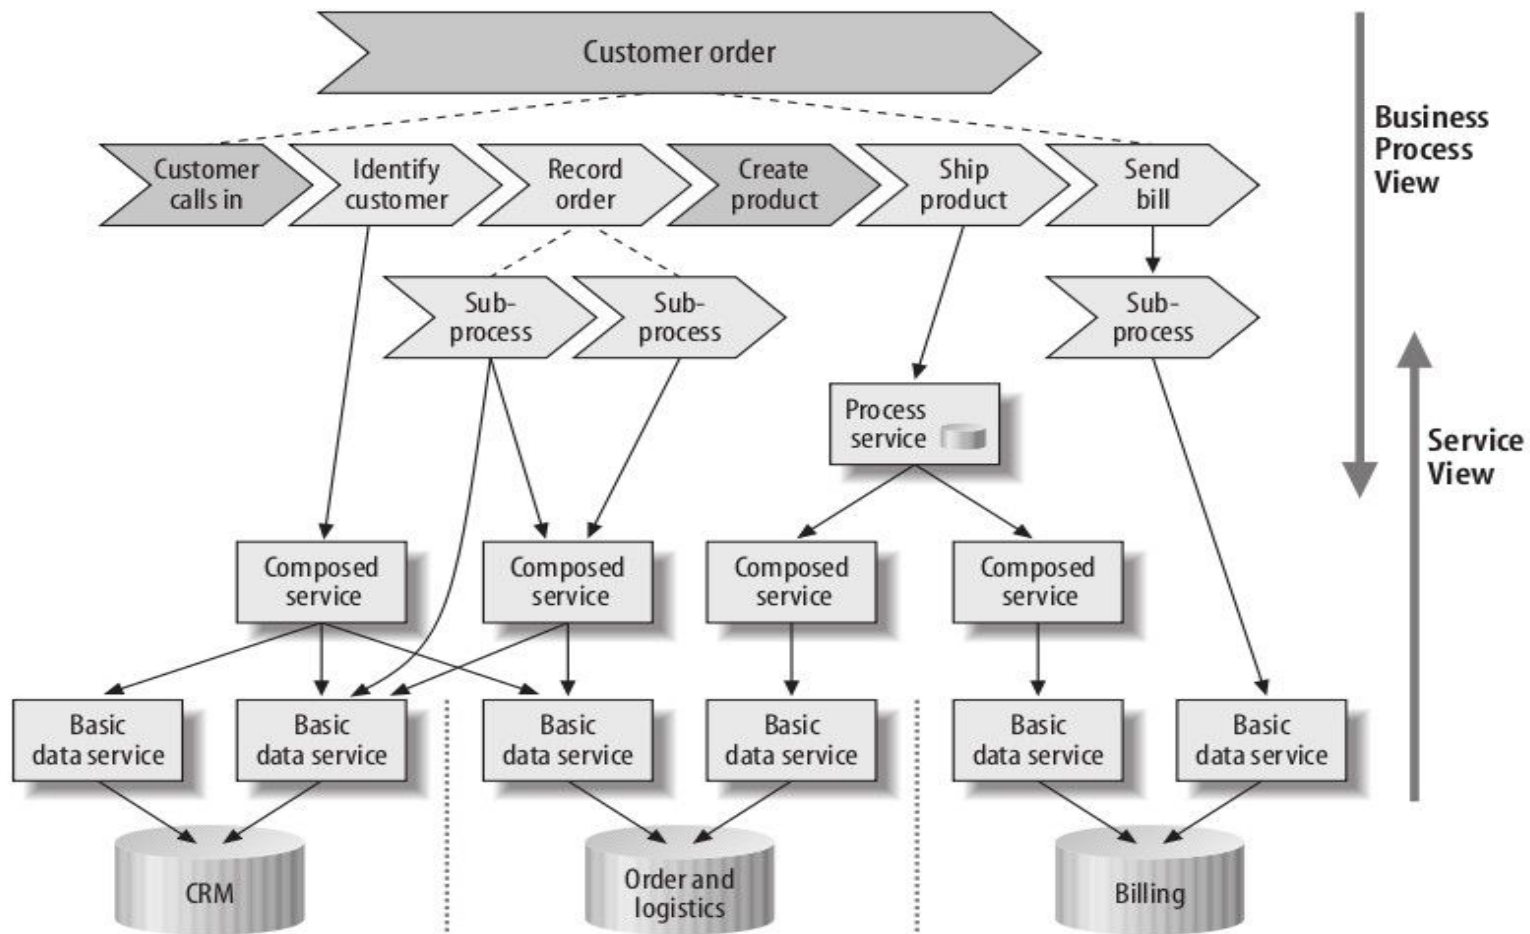 Customer order
Business
Process
View
Customer
calls in
Identify
customer
Record
order
Create
product
Ship
product
Send
bill
Sub-
process
Sub-
process
Sub-
process
Process
service
Service
View
Composed
service
Composed
service
Composed
service
Composed
service
Basic
data service
Basic
data service
Basic
data service
Basic
data service
Basic
data service
Basic
data service
CRM
Order and
logistics
Billing